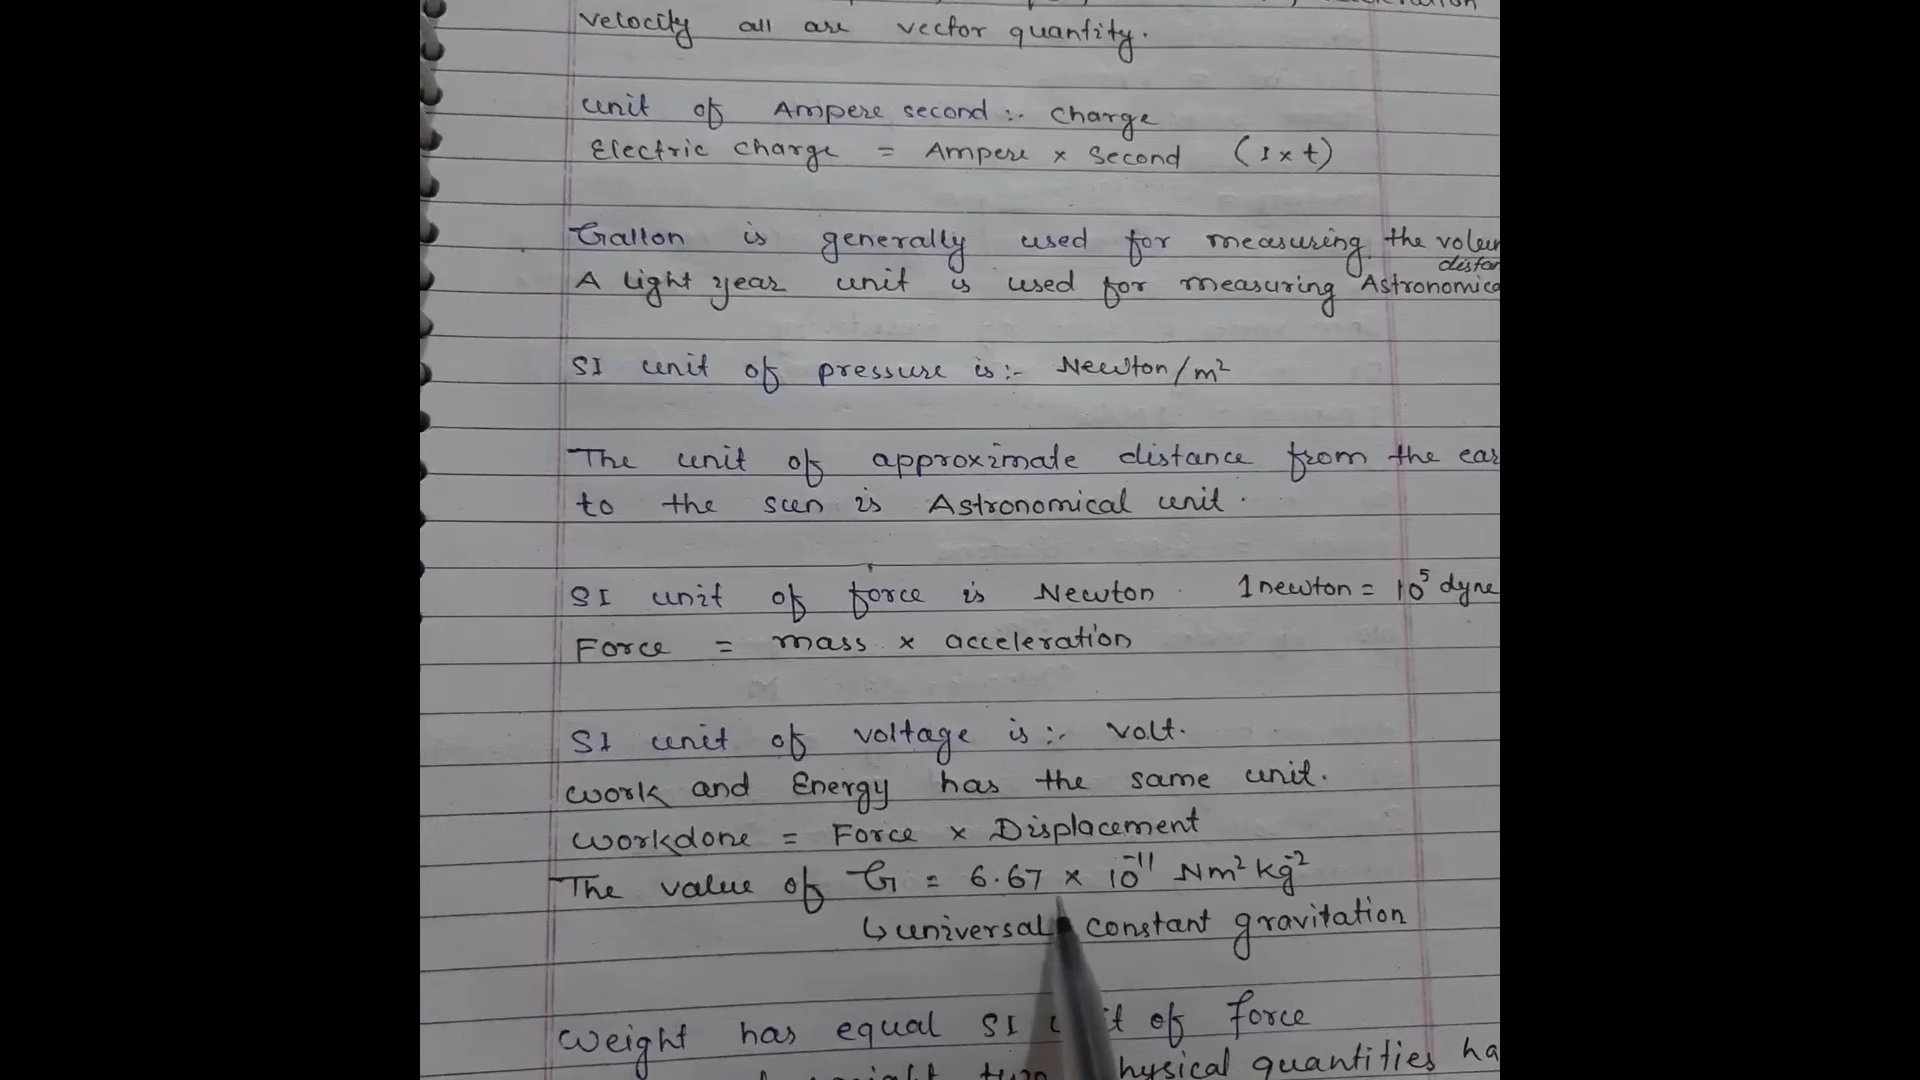 velocity all are vector quantity.
unit of Ampere second :- charge
Electric charge = Ampere × Second (I × t)
Gallon is generally used for measuring the
A light year unit is used for measuring
SI unit of pressure is :- Newton/m²
The unit of approximate distance from the
to the sun is Astronomical unit.
SI unit of force is Newton 1 newton = 10⁵ dyne
Force = mass × acceleration
SI unit of voltage is :- volt.
work and Energy has the same unit.
workdone = Force × Displacement
The value of G = 6.67 × 10⁻¹¹ Nm² kg⁻²
↳ universal constant gravitation
Weight has equal SI of force
quantities